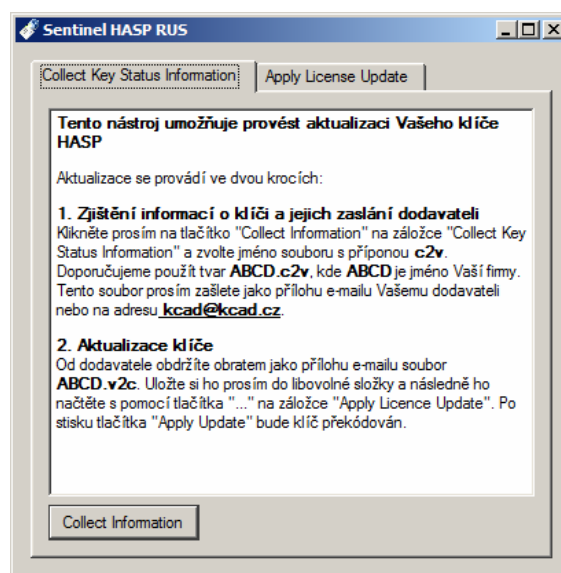 Sentinel HASP RUS
Collect Key Status Information
Apply License Update
Tento nástroj umožňuje provést aktualizaci Vašeho klíče
HASP
Aktualizace se provádí ve dvou krocích:
1. Zjištění informací o klíči a jejich zaslání dodavateli
Klikněte prosím na tlačítko "Collect Information" na záložce "Collect Key
Status Information" a zvolte jméno souboru s příponou c2v.
Doporučujeme použít tvar ABCD.c2v, kde ABCD je jméno Vaší firmy.
Tento soubor prosím zašlete jako přílohu e-mailu Vašemu dodavateli
nebo na adresu kcad@kcad.cz.
2. Aktualizace klíče
Od dodavatele obdržíte obratem jako přílohu e-mailu soubor
ABCD.v2c. Uložte si ho prosím do libovolné složky a následně ho
načtěte s pomocí tlačítka "..." na záložce "Apply Licence Update". Po
stisku tlačítka "Apply Update" bude klíč překódován.
Collect Information